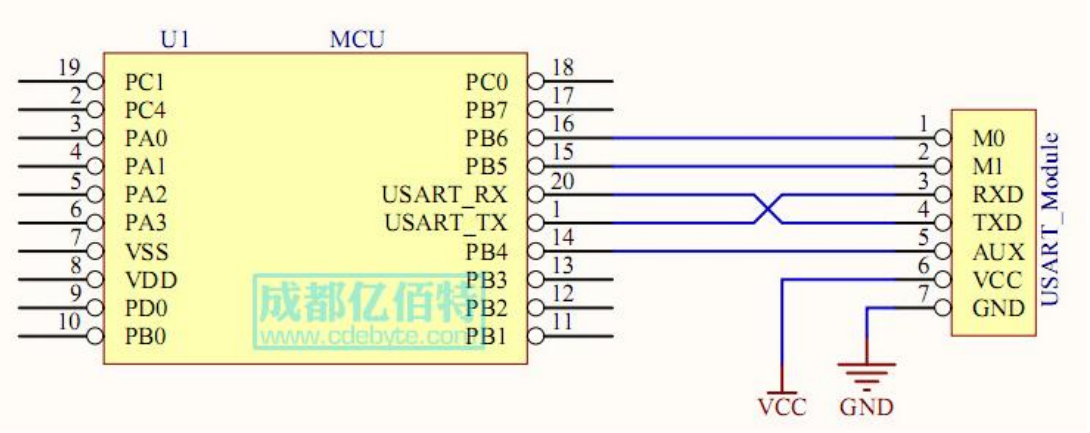 U1 MCU
19 PC1 PC0 18
2 PC4 PB7 17
3 PA0 PB6 16
4 PA1 PB5 15
5 PA2 USART_RX 20
6 PA3 USART_TX 1
7 VSS PB4 14
8 VDD PB3 13
9 PD0 PB2 12
10 PB0 PB1 11
成都亿佰特
www.cdebyte.com
1 M0
2 M1
3 RXD
4 TXD
5 AUX
6 VCC
7 GND
USART_Module
VCC
GND